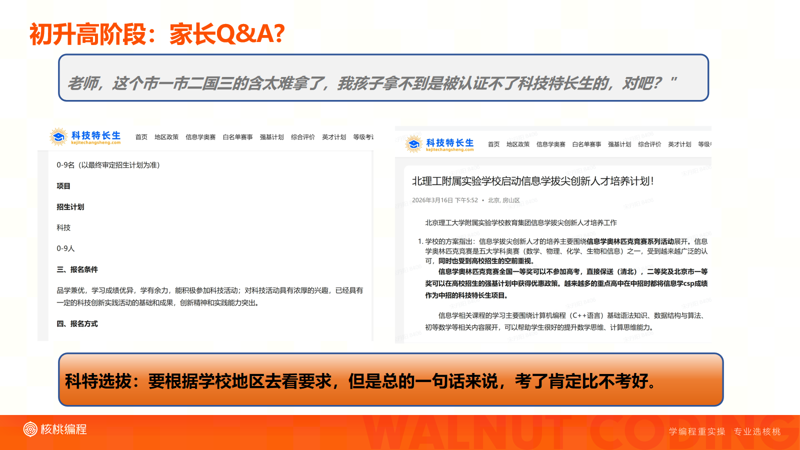 初升高阶段：家长Q&A?
老师，这个市一市二国三的含太难拿了，我孩子拿不到是被认证不了科技特长生的，对吧？”
科技特长生
kejitechangsheng.com
首页 地区政策 信息学奥赛 白名单赛事 强基计划 综合评价 英才计划 等级考试
0-9名（以最终审定招生计划为准）
项目
招生计划
科技
0-9人
三、报名条件
品学兼优，学习成绩优异，学有余力，能积极参加科技活动；对科技活动具有浓厚的兴趣，已经具有
一定的科技创新实践活动的基础和成果，创新精神和实践能力突出。
四、报名方式
科技特长生
kejitechangsheng.com
首页 地区政策 信息学奥赛 白名单赛事 强基计划 综合评价 英才计划 等级
北理工附属实验学校启动信息学拔尖创新人才培养计划！
2026年3月16日 下午5:52 • 北京, 房山区
北京理工大学附属实验学校教育集团信息学拔尖创新人才培养工作
1. 学校的方案指出：信息学拔尖创新人才的培养主要围绕信息学奥林匹克竞赛系列活动展开。信息
学奥林匹克竞赛是五大学科奥赛（数学、物理、化学、生物和信息）之一，受到越来越广泛的认
可，同时也受到高校招生的空前重视。
信息学奥林匹克竞赛全国一等奖可以不参加高考，直接保送（清北），二等奖及北京市一等
奖可以在高校招生的强基计划中获得优惠政策。越来越多的重点高中在中招时都将信息学csp成绩
作为中招的科技特长生项目。
信息学相关课程的学习主要围绕计算机编程（C++语言）基础语法知识、数据结构与算法、
初等数学等相关内容展开，可以帮助学生很好的提升数学思维、计算思维能力。
科特选拔：要根据学校地区去看要求，但是总的一句话来说，考了肯定比不考好。
核桃编程
WALNUT CODING
学编程重实操 专业选核桃